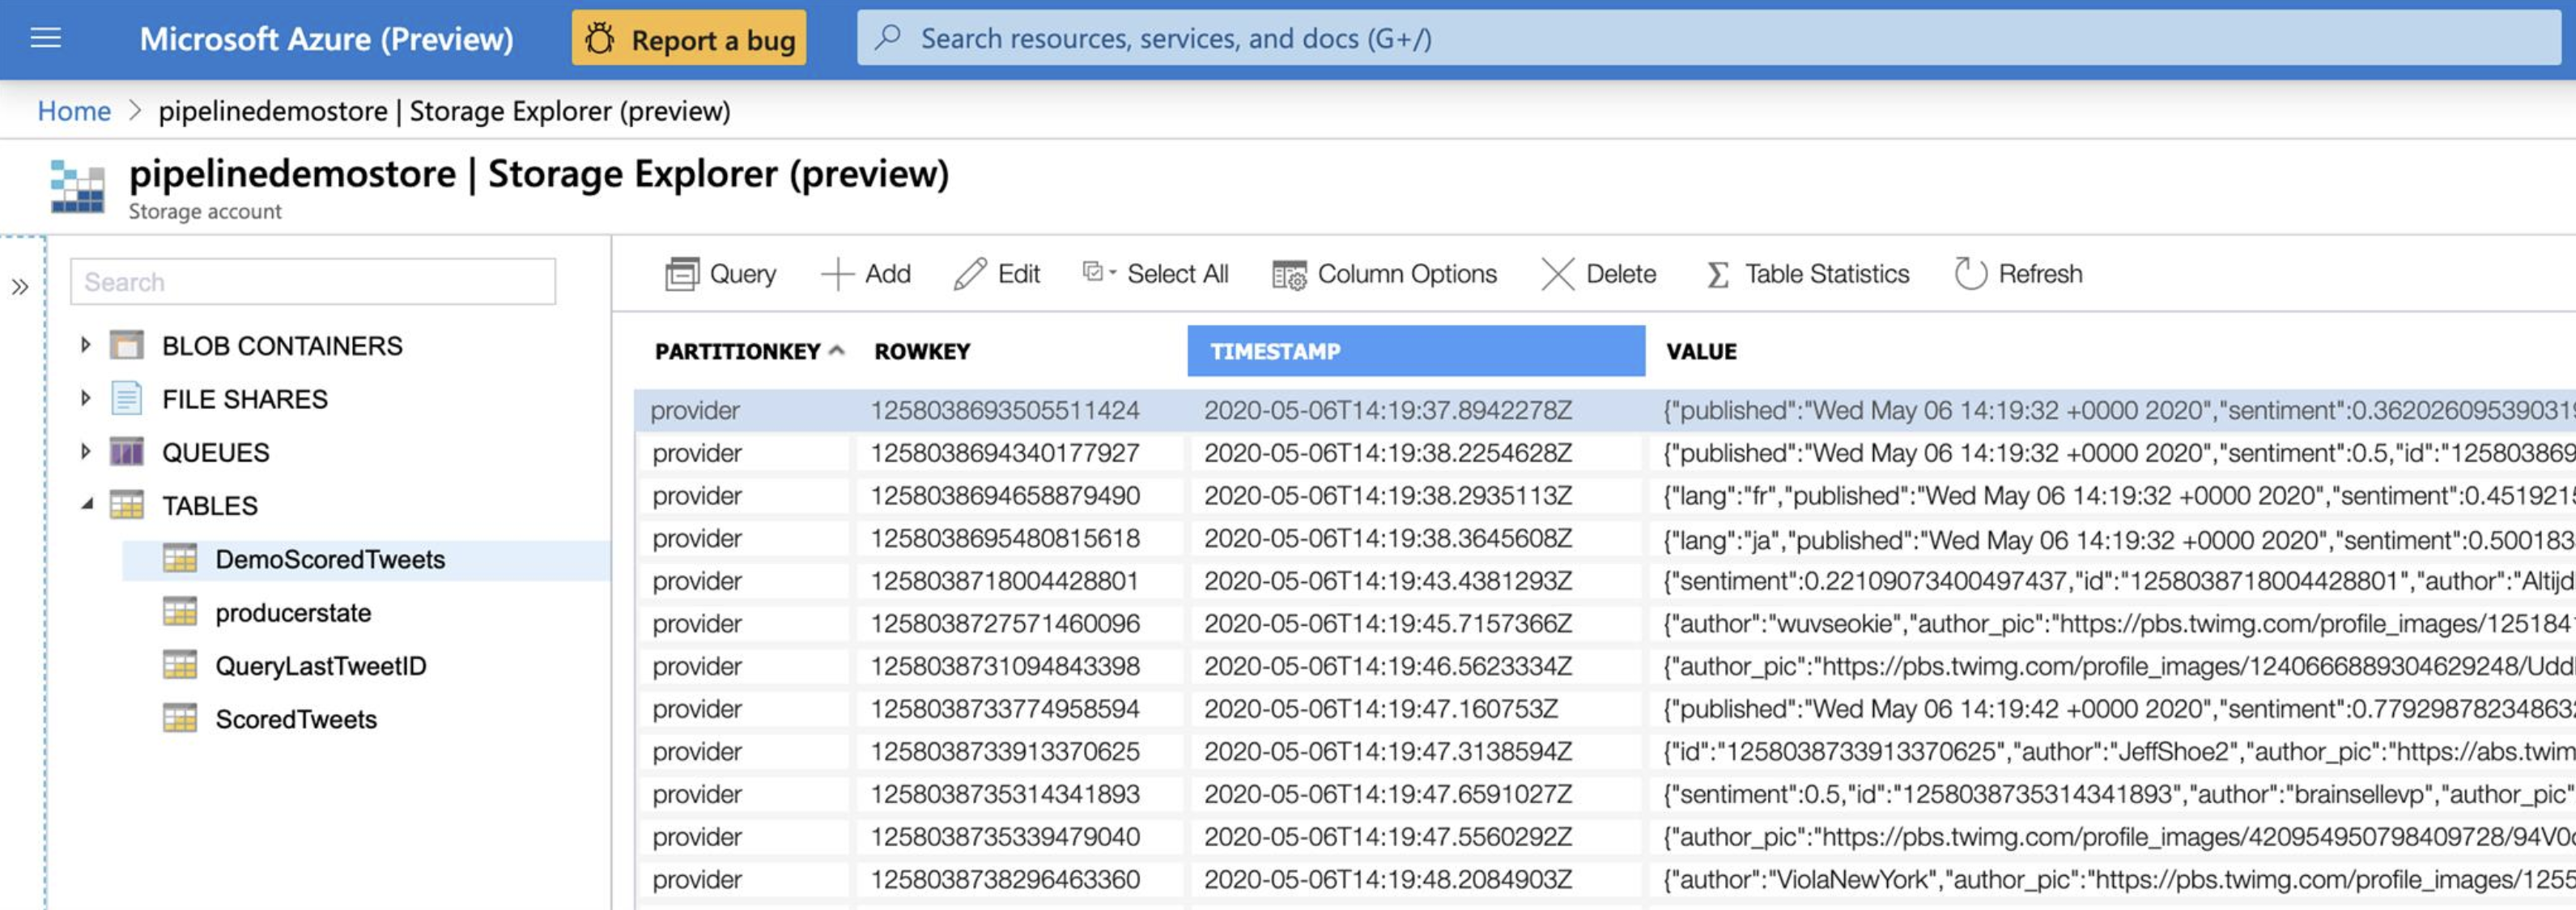 Microsoft Azure (Preview) Report a bug Search resources, services, and docs (G+/)
Home > pipelinedemostore | Storage Explorer (preview)
pipelinedemostore | Storage Explorer (preview)
Storage account
»
Search
BLOB CONTAINERS
FILE SHARES
QUEUES
TABLES
DemoScoredTweets
producerstate
QueryLastTweetID
ScoredTweets
Query Add Edit Select All Column Options Delete Table Statistics Refresh
PARTITIONKEY ROWKEY TIMESTAMP VALUE
provider 1258038693505511424 2020-05-06T14:19:37.8942278Z {"published":"Wed May 06 14:19:32 +0000 2020","sentiment":0.362026095390319
provider 1258038694340177927 2020-05-06T14:19:38.2254628Z {"published":"Wed May 06 14:19:32 +0000 2020","sentiment":0.5,"id":"125803869
provider 1258038694658879490 2020-05-06T14:19:38.2935113Z {"lang":"fr","published":"Wed May 06 14:19:32 +0000 2020","sentiment":0.451921
provider 1258038695480815618 2020-05-06T14:19:38.3645608Z {"lang":"ja","published":"Wed May 06 14:19:32 +0000 2020","sentiment":0.500183
provider 1258038718004428801 2020-05-06T14:19:43.4381293Z {"sentiment":0.22109073400497437,"id":"1258038718004428801","author":"Altijd
provider 1258038727571460096 2020-05-06T14:19:45.7157366Z {"author":"wuvseokie","author_pic":"https://pbs.twimg.com/profile_images/125184
provider 1258038731094843398 2020-05-06T14:19:46.5623334Z {"author_pic":"https://pbs.twimg.com/profile_images/1240666889304629248/Udd
provider 1258038733774958594 2020-05-06T14:19:47.160753Z {"published":"Wed May 06 14:19:42 +0000 2020","sentiment":0.77929878234863
provider 1258038733913370625 2020-05-06T14:19:47.3138594Z {"id":"1258038733913370625","author":"JeffShoe2","author_pic":"https://abs.twim
provider 1258038735314341893 2020-05-06T14:19:47.6591027Z {"sentiment":0.5,"id":"1258038735314341893","author":"brainsellevp","author_pic"
provider 1258038735339479040 2020-05-06T14:19:47.5560292Z {"author_pic":"https://pbs.twimg.com/profile_images/420954950798409728/94V0
provider 1258038738296463360 2020-05-06T14:19:48.2084903Z {"author":"ViolaNewYork","author_pic":"https://pbs.twimg.com/profile_images/1255